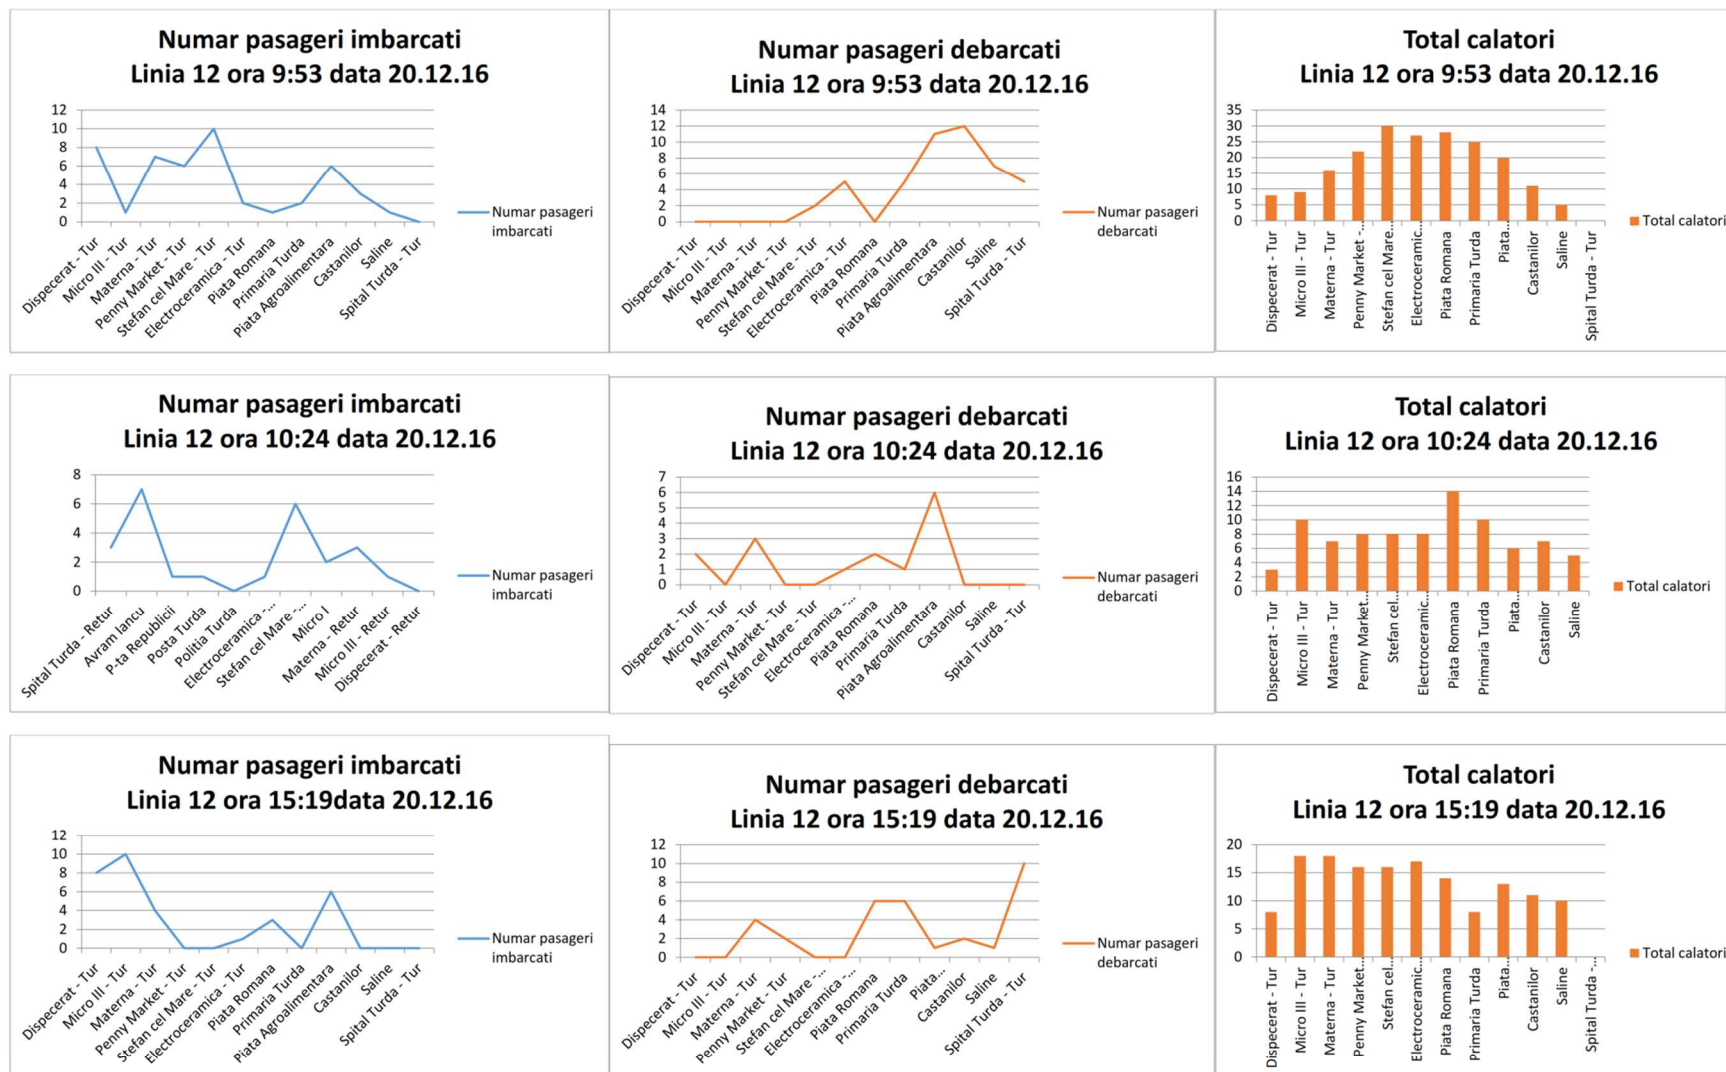 Numar pasageri imbarcati
Linia 12 ora 9:53 data 20.12.16
12
10
8
6
4
2
0
Dispecerat - Tur
Micro III - Tur
Materna - Tur
Penny Market - Tur
Stefan cel Mare - Tur
Electroceramica - Tur
Piata Romana
Primaria Turda
Piata Agroalimentara
Castanilor
Saline
Spital Turda - Tur
Numar pasageri
imbarcati
Numar pasageri debarcati
Linia 12 ora 9:53 data 20.12.16
14
12
10
8
6
4
2
0
Dispecerat - Tur
Micro III - Tur
Materna - Tur
Penny Market - Tur
Stefan cel Mare - Tur
Electroceramica - Tur
Piata Romana
Primaria Turda
Piata Agroalimentara
Castanilor
Saline
Spital Turda - Tur
Numar pasageri
debarcati
Total calatori
Linia 12 ora 9:53 data 20.12.16
35
30
25
20
15
10
5
0
Dispecerat - Tur
Micro III - Tur
Materna - Tur
Penny Market -…
Stefan cel Mare…
Electroceramic…
Piata Romana
Primaria Turda
Piata…
Castanilor
Saline
Spital Turda - Tur
Total calatori
Numar pasageri imbarcati
Linia 12 ora 10:24 data 20.12.16
8
6
4
2
0
Spital Turda - Retur
Avram Iancu
P-ta Republicii
Posta Turda
Politia Turda
Electroceramica -…
Stefan cel Mare -…
Micro I
Materna - Retur
Micro III - Retur
Dispecerat - Retur
Numar pasageri
imbarcati
Numar pasageri debarcati
Linia 12 ora 10:24 data 20.12.16
7
6
5
4
3
2
1
0
Dispecerat - Tur
Micro III - Tur
Materna - Tur
Penny Market - Tur
Stefan cel Mare - Tur
Electroceramica -…
Piata Romana
Primaria Turda
Piata Agroalimentara
Castanilor
Saline
Spital Turda - Tur
Numar pasageri
debarcati
Total calatori
Linia 12 ora 10:24 data 20.12.16
16
14
12
10
8
6
4
2
0
Dispecerat - Tur
Micro III - Tur
Materna - Tur
Penny Market…
Stefan cel…
Electroceramic…
Piata Romana
Primaria Turda
Piata…
Castanilor
Saline
Total calatori
Numar pasageri imbarcati
Linia 12 ora 15:19data 20.12.16
12
10
8
6
4
2
0
Dispecerat - Tur
Micro III - Tur
Materna - Tur
Penny Market - Tur
Stefan cel Mare - Tur
Electroceramica - Tur
Piata Romana
Primaria Turda
Piata Agroalimentara
Castanilor
Saline
Spital Turda - Tur
Numar pasageri
imbarcati
Numar pasageri debarcati
Linia 12 ora 15:19 data 20.12.16
12
10
8
6
4
2
0
Dispecerat - Tur
Micro III - Tur
Materna - Tur
Penny Market - Tur
Stefan cel Mare -…
Electroceramica -…
Piata Romana
Primaria Turda
Piata…
Castanilor
Saline
Spital Turda - Tur
Numar pasageri
debarcati
Total calatori
Linia 12 ora 15:19 data 20.12.16
20
15
10
5
0
Dispecerat - Tur
Micro III - Tur
Materna - Tur
Penny Market…
Stefan cel…
Electroceramic…
Piata Romana
Primaria Turda
Piata…
Castanilor
Saline
Spital Turda -…
Total calatori